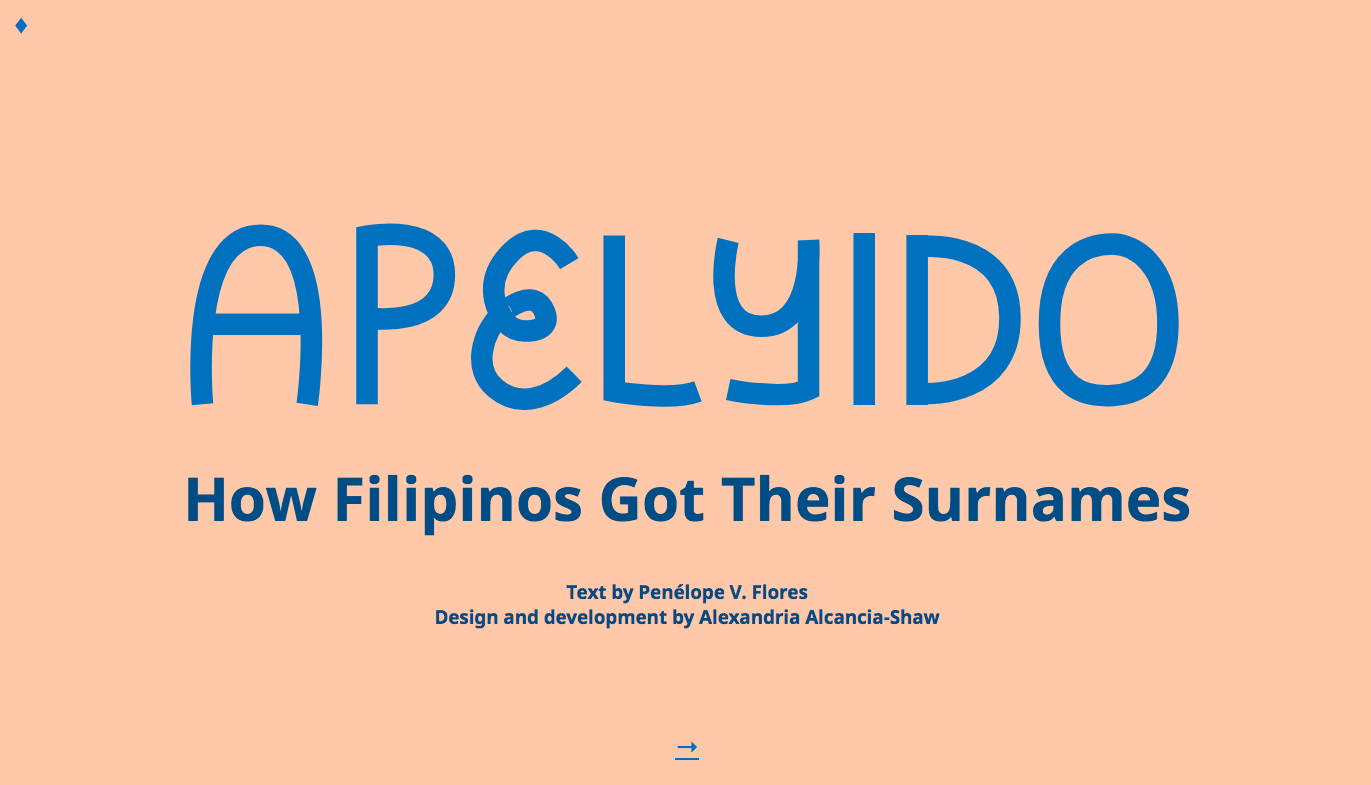 APELYIDO
How Filipinos Got Their Surnames
Text by Penélope V. Flores
Design and development by Alexandria Alcancia-Shaw
→